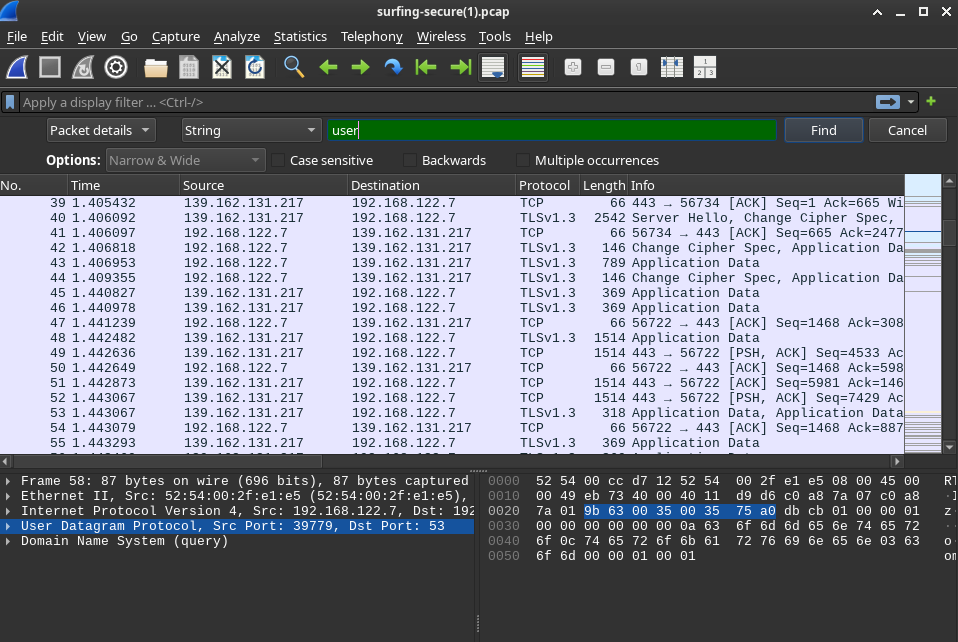 surfing-secure(1).pcap
File Edit View Go Capture Analyze Statistics Telephony Wireless Tools Help
Apply a display filter ... <Ctrl-/>
Packet details String user Find Cancel
Options: Narrow & Wide Case sensitive Backwards Multiple occurrences
No. Time Source Destination Protocol Length Info
39 1.405432 139.162.131.217 192.168.122.7 TCP 66 443 → 56734 [ACK] Seq=1 Ack=665 Wi
40 1.406092 139.162.131.217 192.168.122.7 TLSv1.3 2542 Server Hello, Change Cipher Spec,
41 1.406097 192.168.122.7 139.162.131.217 TCP 66 56734 → 443 [ACK] Seq=665 Ack=2477
42 1.406818 192.168.122.7 139.162.131.217 TLSv1.3 146 Change Cipher Spec, Application Da
43 1.406953 192.168.122.7 139.162.131.217 TLSv1.3 789 Application Data
44 1.409355 192.168.122.7 139.162.131.217 TLSv1.3 146 Change Cipher Spec, Application Da
45 1.440827 139.162.131.217 192.168.122.7 TLSv1.3 369 Application Data
46 1.440978 139.162.131.217 192.168.122.7 TLSv1.3 369 Application Data
47 1.441239 192.168.122.7 139.162.131.217 TCP 66 56722 → 443 [ACK] Seq=1468 Ack=308
48 1.442482 139.162.131.217 192.168.122.7 TLSv1.3 1514 Application Data
49 1.442636 139.162.131.217 192.168.122.7 TCP 1514 443 → 56722 [PSH, ACK] Seq=4533 Ac
50 1.442649 192.168.122.7 139.162.131.217 TCP 66 56722 → 443 [ACK] Seq=1468 Ack=598
51 1.442873 139.162.131.217 192.168.122.7 TCP 1514 443 → 56722 [ACK] Seq=5981 Ack=146
52 1.443067 139.162.131.217 192.168.122.7 TCP 1514 443 → 56722 [PSH, ACK] Seq=7429 Ac
53 1.443067 139.162.131.217 192.168.122.7 TLSv1.3 318 Application Data, Application Data
54 1.443079 192.168.122.7 139.162.131.217 TCP 66 56722 → 443 [ACK] Seq=1468 Ack=887
55 1.443293 139.162.131.217 192.168.122.7 TLSv1.3 369 Application Data
Frame 58: 87 bytes on wire (696 bits), 87 bytes captured
Ethernet II, Src: 52:54:00:2f:e1:e5 (52:54:00:2f:e1:e5),
Internet Protocol Version 4, Src: 192.168.122.7, Dst: 192
User Datagram Protocol, Src Port: 39779, Dst Port: 53
Domain Name System (query)
0000 52 54 00 cc d7 12 52 54 00 2f e1 e5 08 00 45 00 RT
0010 00 49 eb 73 40 00 40 11 d9 d6 c0 a8 7a 07 c0 a8 ·I
0020 7a 01 9b 63 00 35 00 35 75 a0 db cb 01 00 00 01 z·
0030 00 00 00 00 00 00 0a 63 6f 6d 6d 65 6e 74 65 72 ··
0040 6f 0c 74 65 72 6f 6b 61 72 76 69 6e 65 6e 03 63 o·
0050 6f 6d 00 00 01 00 01 om